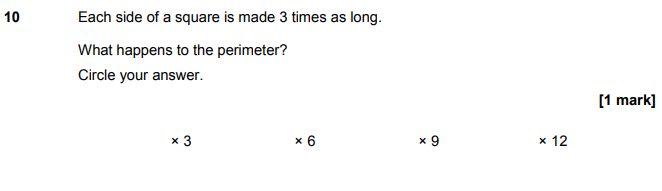 10 Each side of a square is made 3 times as long.
What happens to the perimeter?
Circle your answer.
[1 mark]
× 3 × 6 × 9 × 12